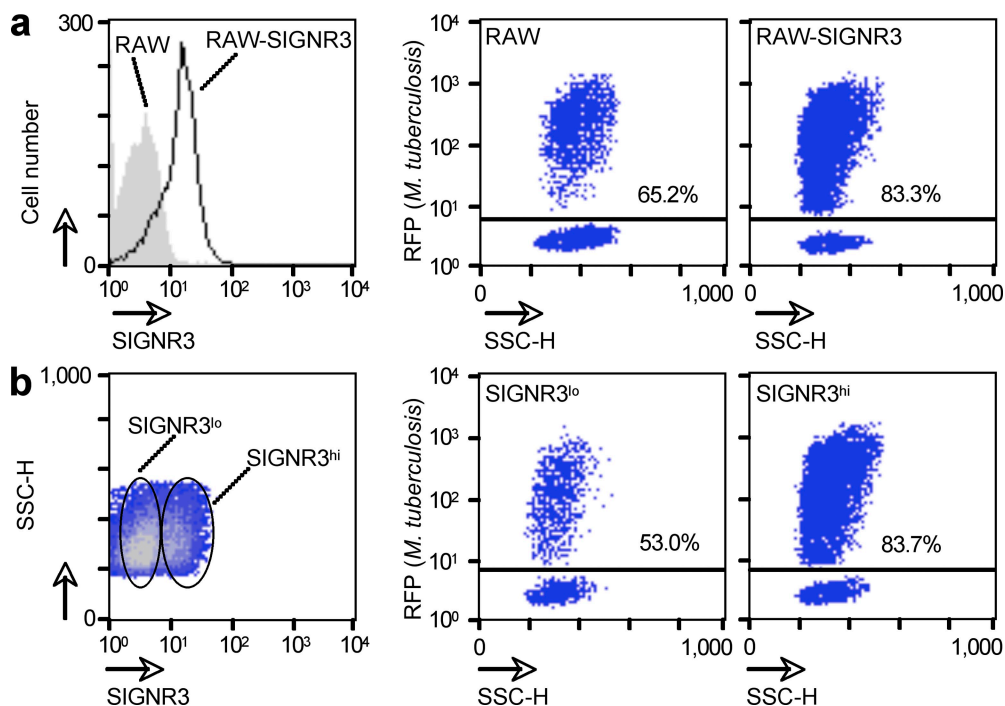 a
300
RAW
RAW-SIGNR3
Cell number
0
10⁰ 10¹ 10² 10³ 10⁴
SIGNR3
RAW
10⁴
10³
10²
10¹
10⁰
RFP (M. tuberculosis)
65.2%
0 1,000
SSC-H
RAW-SIGNR3
83.3%
0 1,000
SSC-H
b
1,000
SIGNR3ˡᵒ
SIGNR3ʰⁱ
SSC-H
0
10⁰ 10¹ 10² 10³ 10⁴
SIGNR3
SIGNR3ˡᵒ
10⁴
10³
10²
10¹
10⁰
RFP (M. tuberculosis)
53.0%
0 1,000
SSC-H
SIGNR3ʰⁱ
83.7%
0 1,000
SSC-H